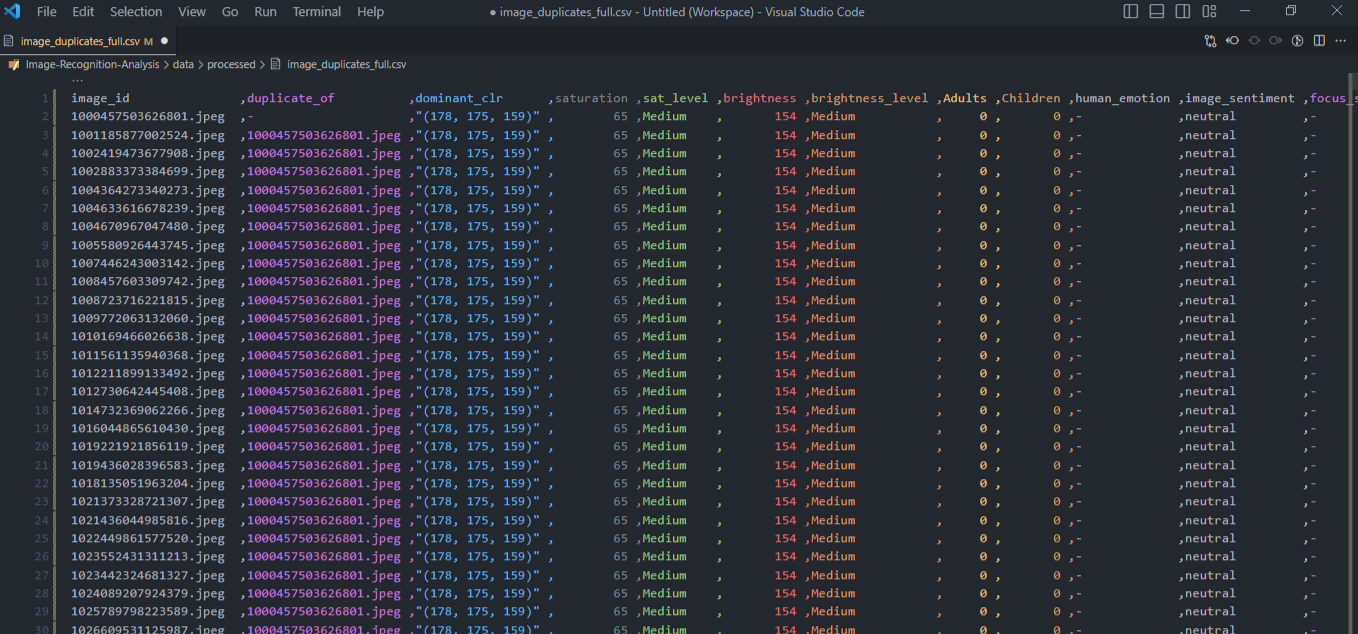 File Edit Selection View Go Run Terminal Help ● image_duplicates_full.csv - Untitled (Workspace) - Visual Studio Code
image_duplicates_full.csv M ●
Image-Recognition-Analysis > data > processed > image_duplicates_full.csv
...
1 image_id ,duplicate_of ,dominant_clr ,saturation ,sat_level ,brightness ,brightness_level ,Adults ,Children ,human_emotion ,image_sentiment ,focus_s
2 1000457503626801.jpeg ,- ,"(178, 175, 159)" , 65 ,Medium , 154 ,Medium , 0 , 0 ,- ,neutral ,-
3 1001185877002524.jpeg ,1000457503626801.jpeg ,"(178, 175, 159)" , 65 ,Medium , 154 ,Medium , 0 , 0 ,- ,neutral ,-
4 1002419473677908.jpeg ,1000457503626801.jpeg ,"(178, 175, 159)" , 65 ,Medium , 154 ,Medium , 0 , 0 ,- ,neutral ,-
5 1002883373384699.jpeg ,1000457503626801.jpeg ,"(178, 175, 159)" , 65 ,Medium , 154 ,Medium , 0 , 0 ,- ,neutral ,-
6 1004364273340273.jpeg ,1000457503626801.jpeg ,"(178, 175, 159)" , 65 ,Medium , 154 ,Medium , 0 , 0 ,- ,neutral ,-
7 1004633616678239.jpeg ,1000457503626801.jpeg ,"(178, 175, 159)" , 65 ,Medium , 154 ,Medium , 0 , 0 ,- ,neutral ,-
8 1004670967047480.jpeg ,1000457503626801.jpeg ,"(178, 175, 159)" , 65 ,Medium , 154 ,Medium , 0 , 0 ,- ,neutral ,-
9 1005580926443745.jpeg ,1000457503626801.jpeg ,"(178, 175, 159)" , 65 ,Medium , 154 ,Medium , 0 , 0 ,- ,neutral ,-
10 1007446243003142.jpeg ,1000457503626801.jpeg ,"(178, 175, 159)" , 65 ,Medium , 154 ,Medium , 0 , 0 ,- ,neutral ,-
11 1008457603309742.jpeg ,1000457503626801.jpeg ,"(178, 175, 159)" , 65 ,Medium , 154 ,Medium , 0 , 0 ,- ,neutral ,-
12 1008723716221815.jpeg ,1000457503626801.jpeg ,"(178, 175, 159)" , 65 ,Medium , 154 ,Medium , 0 , 0 ,- ,neutral ,-
13 1009772063132060.jpeg ,1000457503626801.jpeg ,"(178, 175, 159)" , 65 ,Medium , 154 ,Medium , 0 , 0 ,- ,neutral ,-
14 1010169466026638.jpeg ,1000457503626801.jpeg ,"(178, 175, 159)" , 65 ,Medium , 154 ,Medium , 0 , 0 ,- ,neutral ,-
15 1011561135940368.jpeg ,1000457503626801.jpeg ,"(178, 175, 159)" , 65 ,Medium , 154 ,Medium , 0 , 0 ,- ,neutral ,-
16 1012211899133492.jpeg ,1000457503626801.jpeg ,"(178, 175, 159)" , 65 ,Medium , 154 ,Medium , 0 , 0 ,- ,neutral ,-
17 1012730642445408.jpeg ,1000457503626801.jpeg ,"(178, 175, 159)" , 65 ,Medium , 154 ,Medium , 0 , 0 ,- ,neutral ,-
18 1014732369062266.jpeg ,1000457503626801.jpeg ,"(178, 175, 159)" , 65 ,Medium , 154 ,Medium , 0 , 0 ,- ,neutral ,-
19 1016044865610430.jpeg ,1000457503626801.jpeg ,"(178, 175, 159)" , 65 ,Medium , 154 ,Medium , 0 , 0 ,- ,neutral ,-
20 1019221921856119.jpeg ,1000457503626801.jpeg ,"(178, 175, 159)" , 65 ,Medium , 154 ,Medium , 0 , 0 ,- ,neutral ,-
21 1019436028396583.jpeg ,1000457503626801.jpeg ,"(178, 175, 159)" , 65 ,Medium , 154 ,Medium , 0 , 0 ,- ,neutral ,-
22 1018135051963204.jpeg ,1000457503626801.jpeg ,"(178, 175, 159)" , 65 ,Medium , 154 ,Medium , 0 , 0 ,- ,neutral ,-
23 1021373328721307.jpeg ,1000457503626801.jpeg ,"(178, 175, 159)" , 65 ,Medium , 154 ,Medium , 0 , 0 ,- ,neutral ,-
24 1021436044985816.jpeg ,1000457503626801.jpeg ,"(178, 175, 159)" , 65 ,Medium , 154 ,Medium , 0 , 0 ,- ,neutral ,-
25 1022449861577520.jpeg ,1000457503626801.jpeg ,"(178, 175, 159)" , 65 ,Medium , 154 ,Medium , 0 , 0 ,- ,neutral ,-
26 1023552431311213.jpeg ,1000457503626801.jpeg ,"(178, 175, 159)" , 65 ,Medium , 154 ,Medium , 0 , 0 ,- ,neutral ,-
27 1023442324681327.jpeg ,1000457503626801.jpeg ,"(178, 175, 159)" , 65 ,Medium , 154 ,Medium , 0 , 0 ,- ,neutral ,-
28 1024089207924379.jpeg ,1000457503626801.jpeg ,"(178, 175, 159)" , 65 ,Medium , 154 ,Medium , 0 , 0 ,- ,neutral ,-
29 1025789798223589.jpeg ,1000457503626801.jpeg ,"(178, 175, 159)" , 65 ,Medium , 154 ,Medium , 0 , 0 ,- ,neutral ,-
30 1026609531125987.jpeg ,1000457503626801.jpeg ,"(178, 175, 159)" , 65 ,Medium , 154 ,Medium , 0 , 0 ,- ,neutral ,-